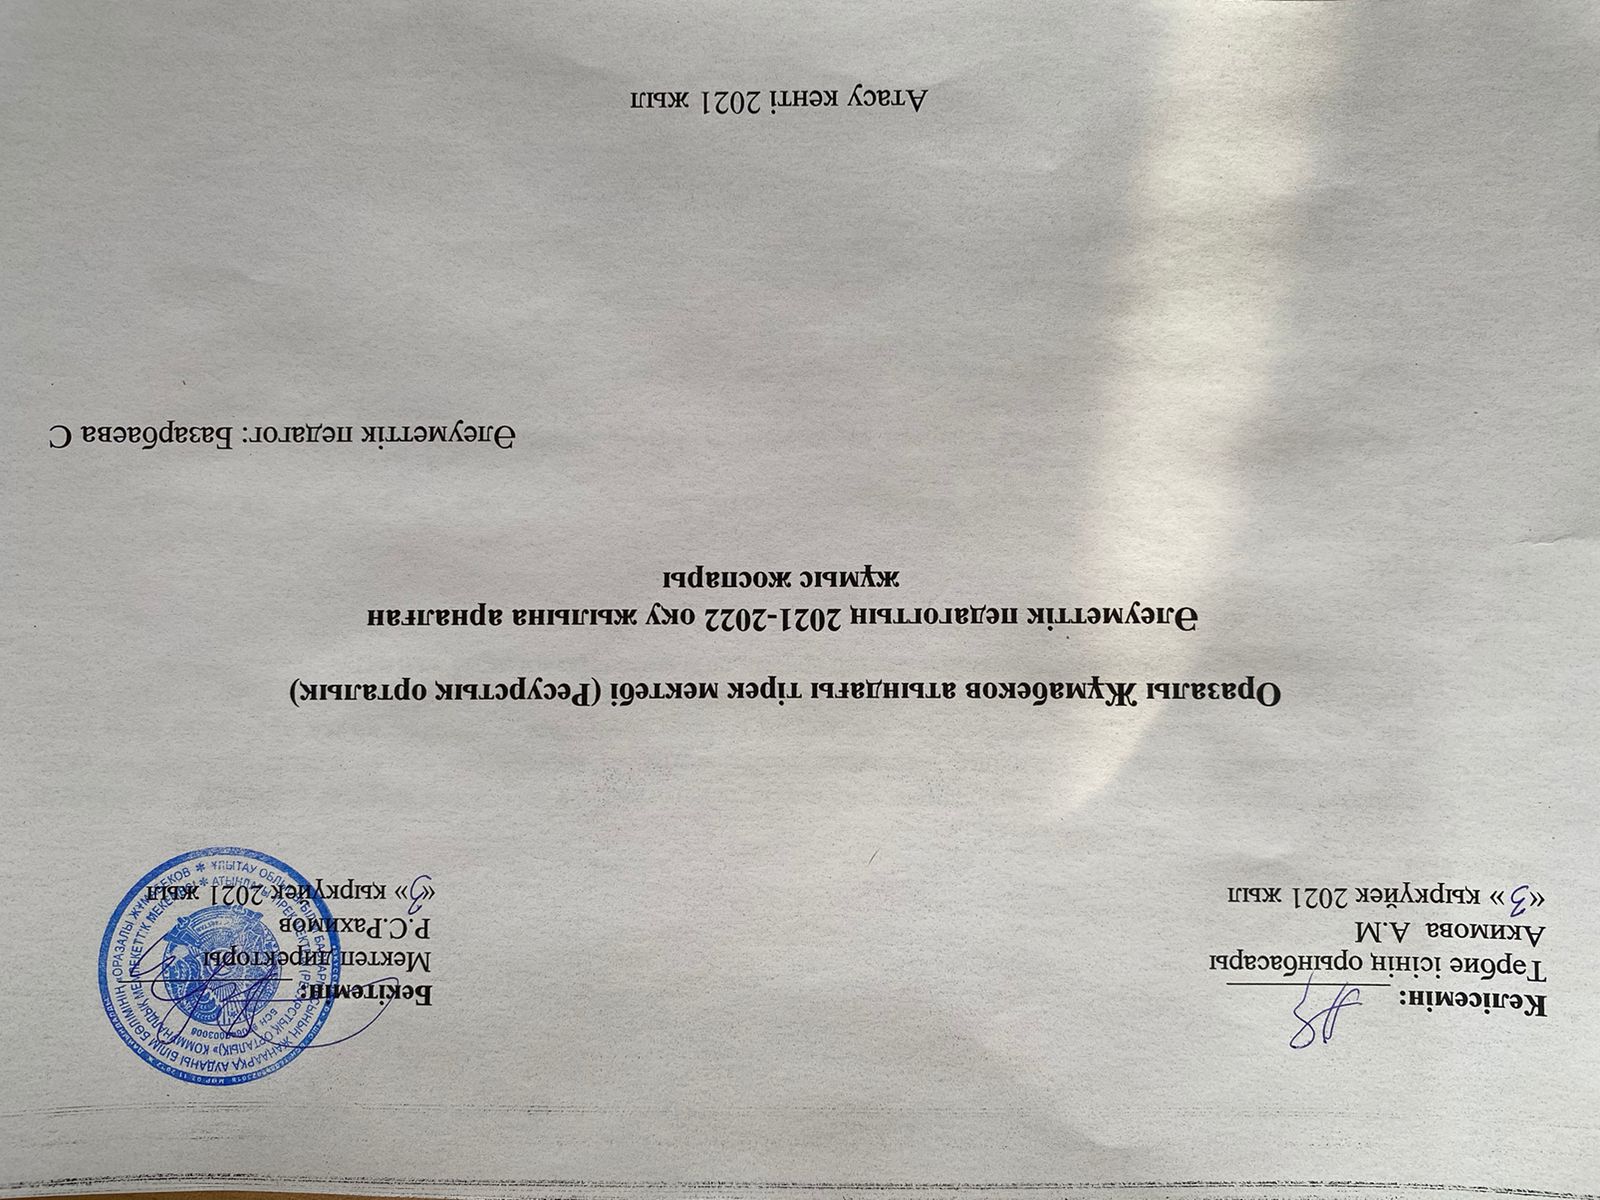 Келісемін:
Тәрбие ісінің орынбасары
Акимова А.М
«3» қыркүйек 2021 жыл
Бекітемін:
Мектеп директоры
Р.С.Рахимов
«3» қыркүйек 2021 жыл
Оразалы Жұмабеков атындағы тірек мектебі (Ресурстық орталық)
Әлеуметтік педагогтың 2021-2022 оқу жылына арналған
жұмыс жоспары
Әлеуметтік педагог: Базарбаева С
Атасу кенті 2021 жыл